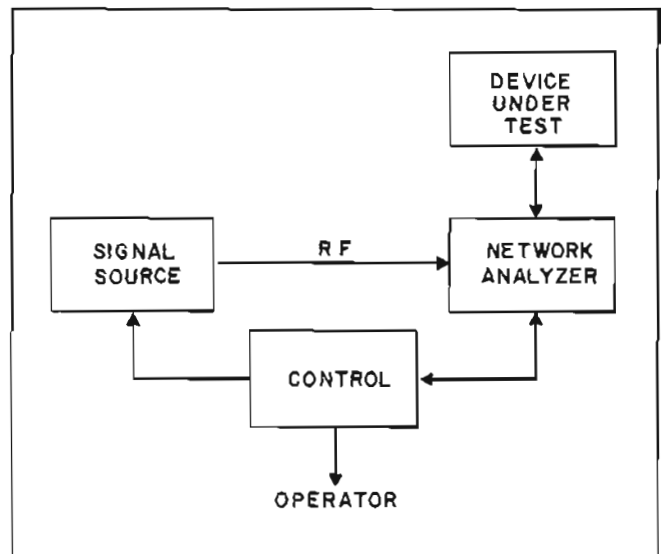 DEVICE
UNDER
TEST
SIGNAL
SOURCE
RF
NETWORK
ANALYZER
CONTROL
OPERATOR